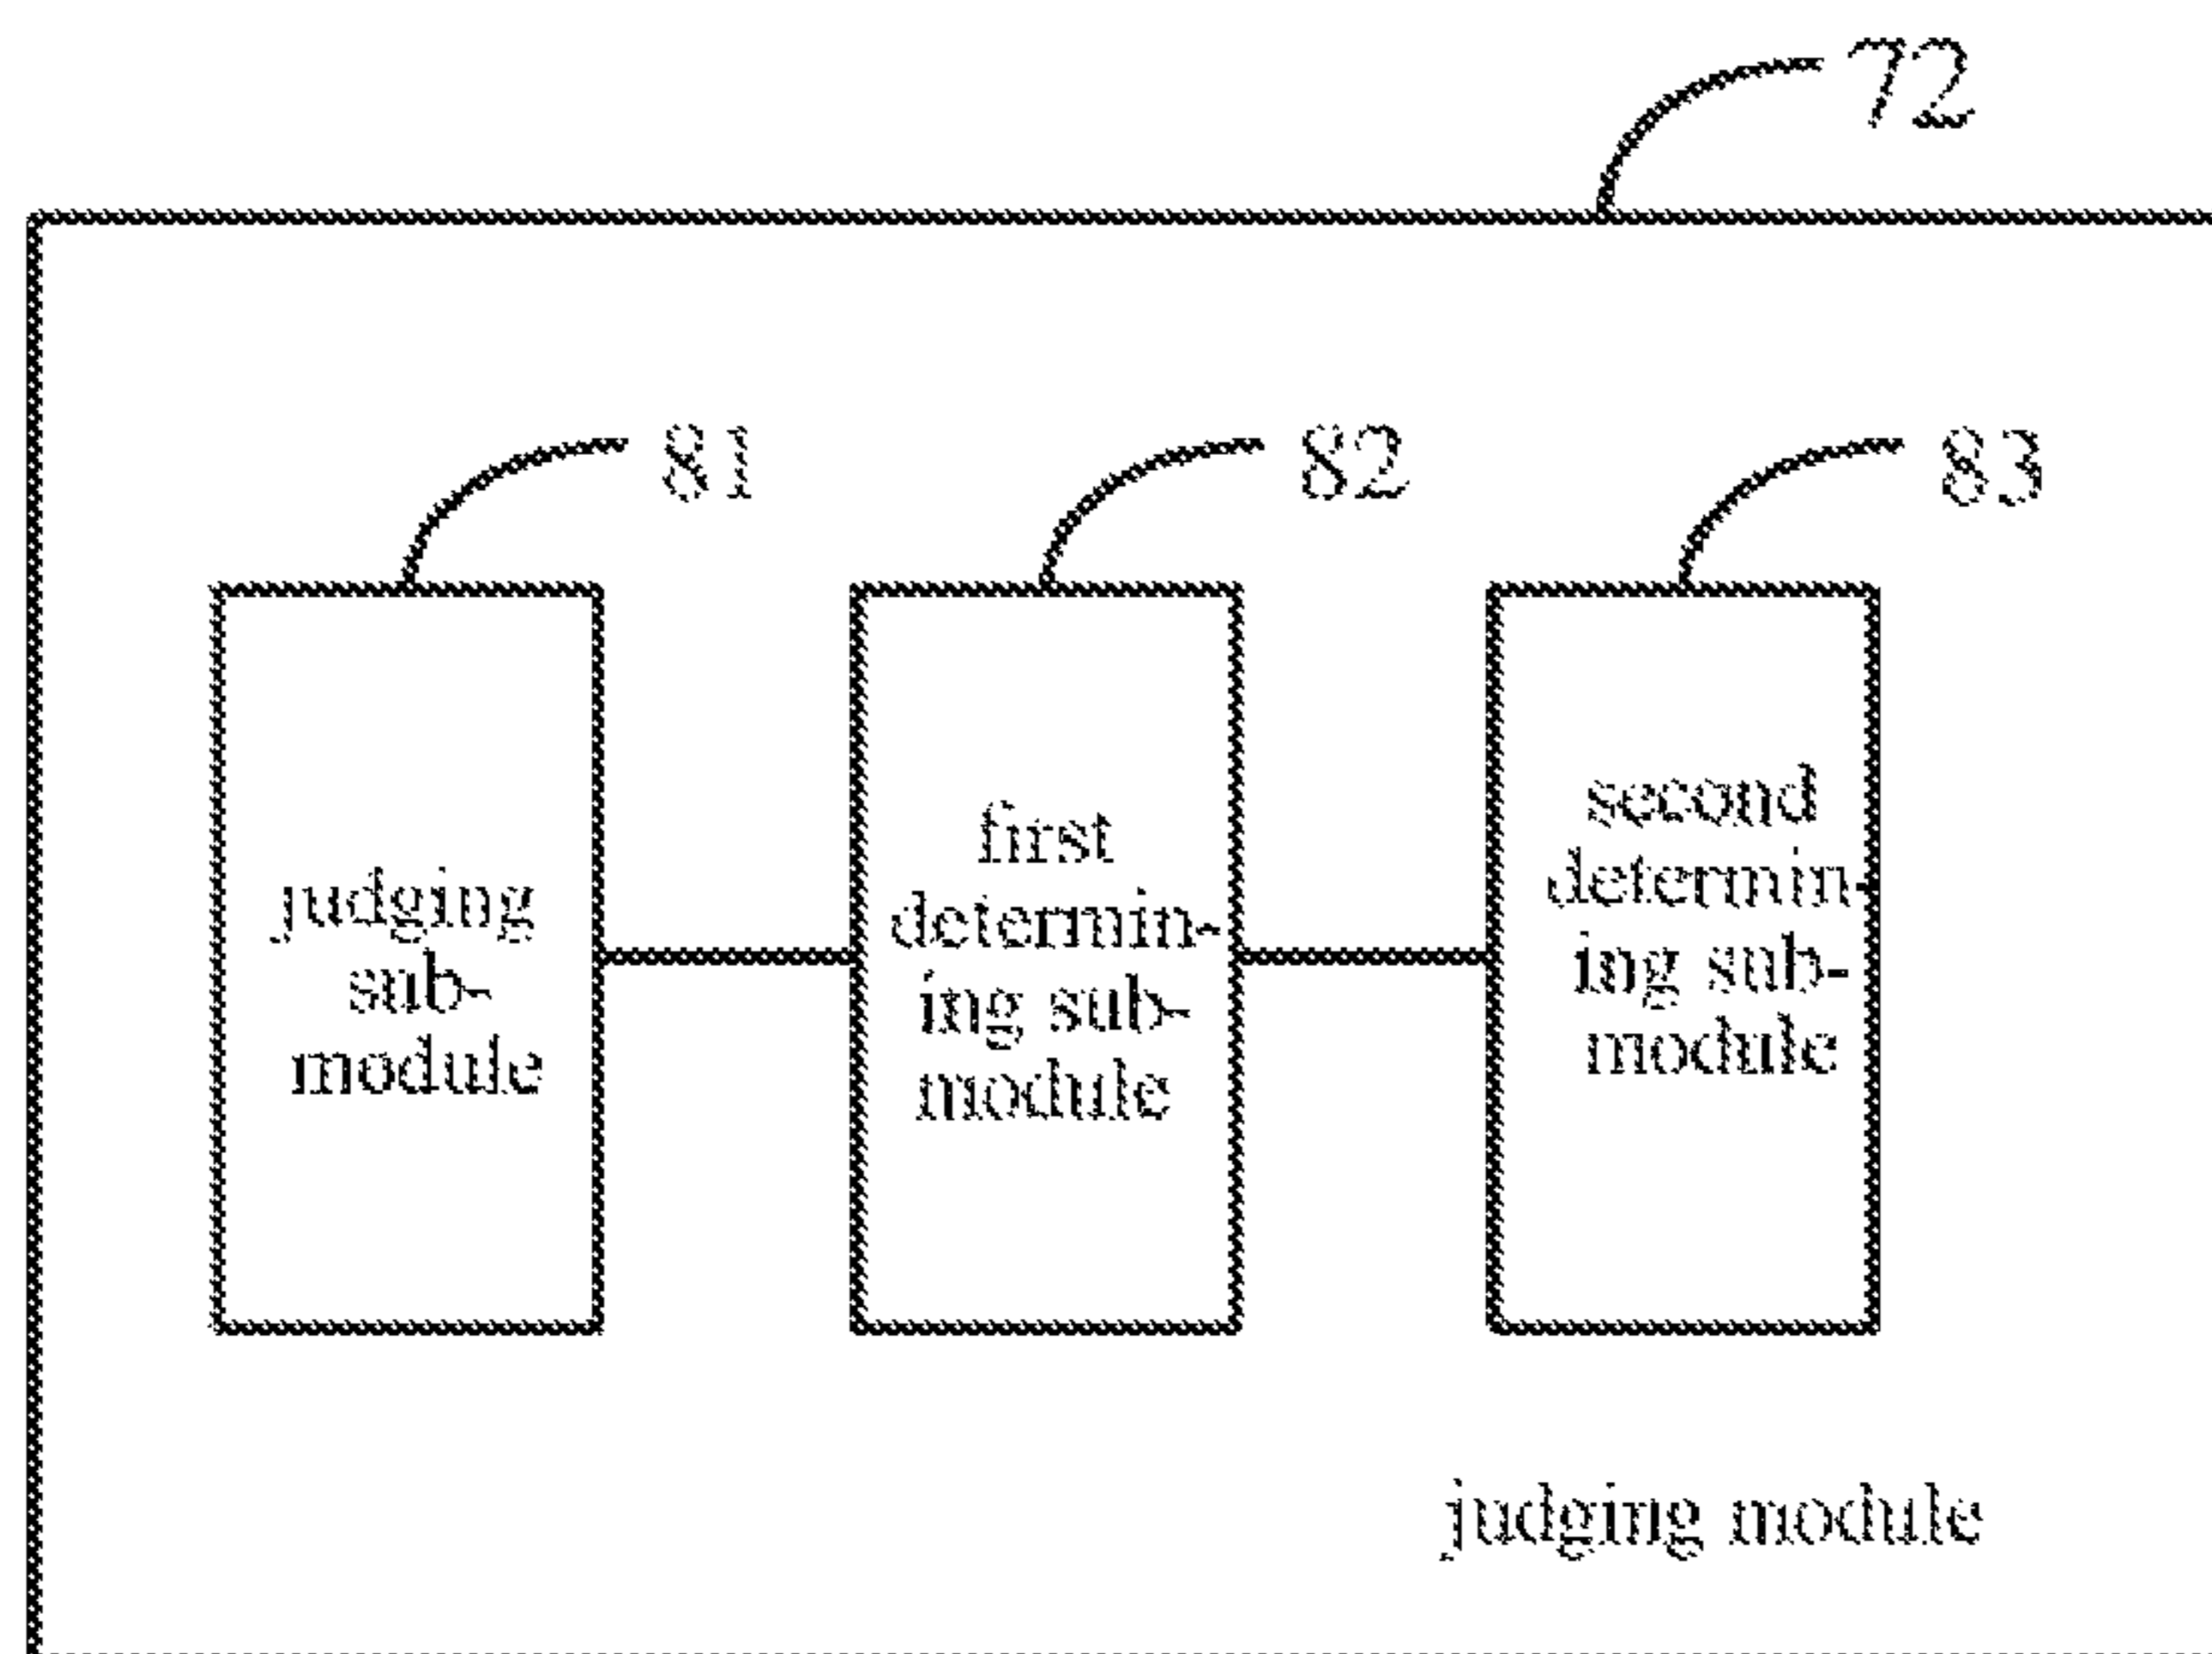 72
81
82
83
judging
sub-
module
first
determin-
ing sub-
module
second
determin-
ing sub-
module
judging module